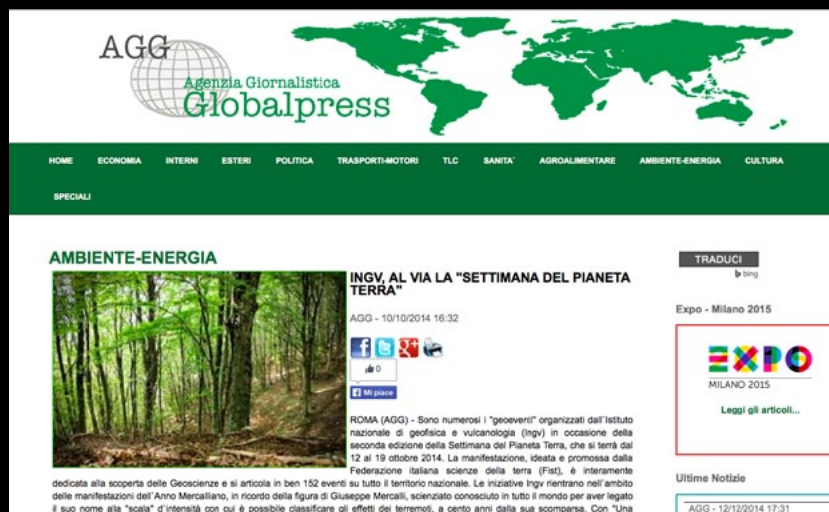 AGG
Agenzia Giornalistica
Globalpress
HOME ECONOMIA INTERNI ESTERI POLITICA TRASPORTI-MOTORI TLC SANITA` AGROALIMENTARE AMBIENTE-ENERGIA CULTURA
SPECIALI
AMBIENTE-ENERGIA
INGV, AL VIA LA "SETTIMANA DEL PIANETA
TERRA"
AGG - 10/10/2014 16:32
0
Mi piace
ROMA (AGG) - Sono numerosi i "geoeventi" organizzati dall`Istituto
nazionale di geofisica e vulcanologia (Ingv) in occasione della
seconda edizione della Settimana del Pianeta Terra, che si terrà dal
12 al 19 ottobre 2014. La manifestazione, ideata e promossa dalla
Federazione italiana scienze della terra (Fist), è interamente
dedicata alla scoperta delle Geoscienze e si articola in ben 152 eventi su tutto il territorio nazionale. Le iniziative Ingv rientrano nell`ambito
delle manifestazioni dell`Anno Mercalliano, in ricordo della figura di Giuseppe Mercalli, scienziato conosciuto in tutto il mondo per aver legato
il suo nome alla "scala" d`intensità con cui è possibile classificare gli effetti dei terremoti, a cento anni dalla sua scomparsa. Con "Una
TRADUCI
bing
Expo - Milano 2015
EXPO
MILANO 2015
Leggi gli articoli...
Ultime Notizie
AGG - 12/12/2014 17:31